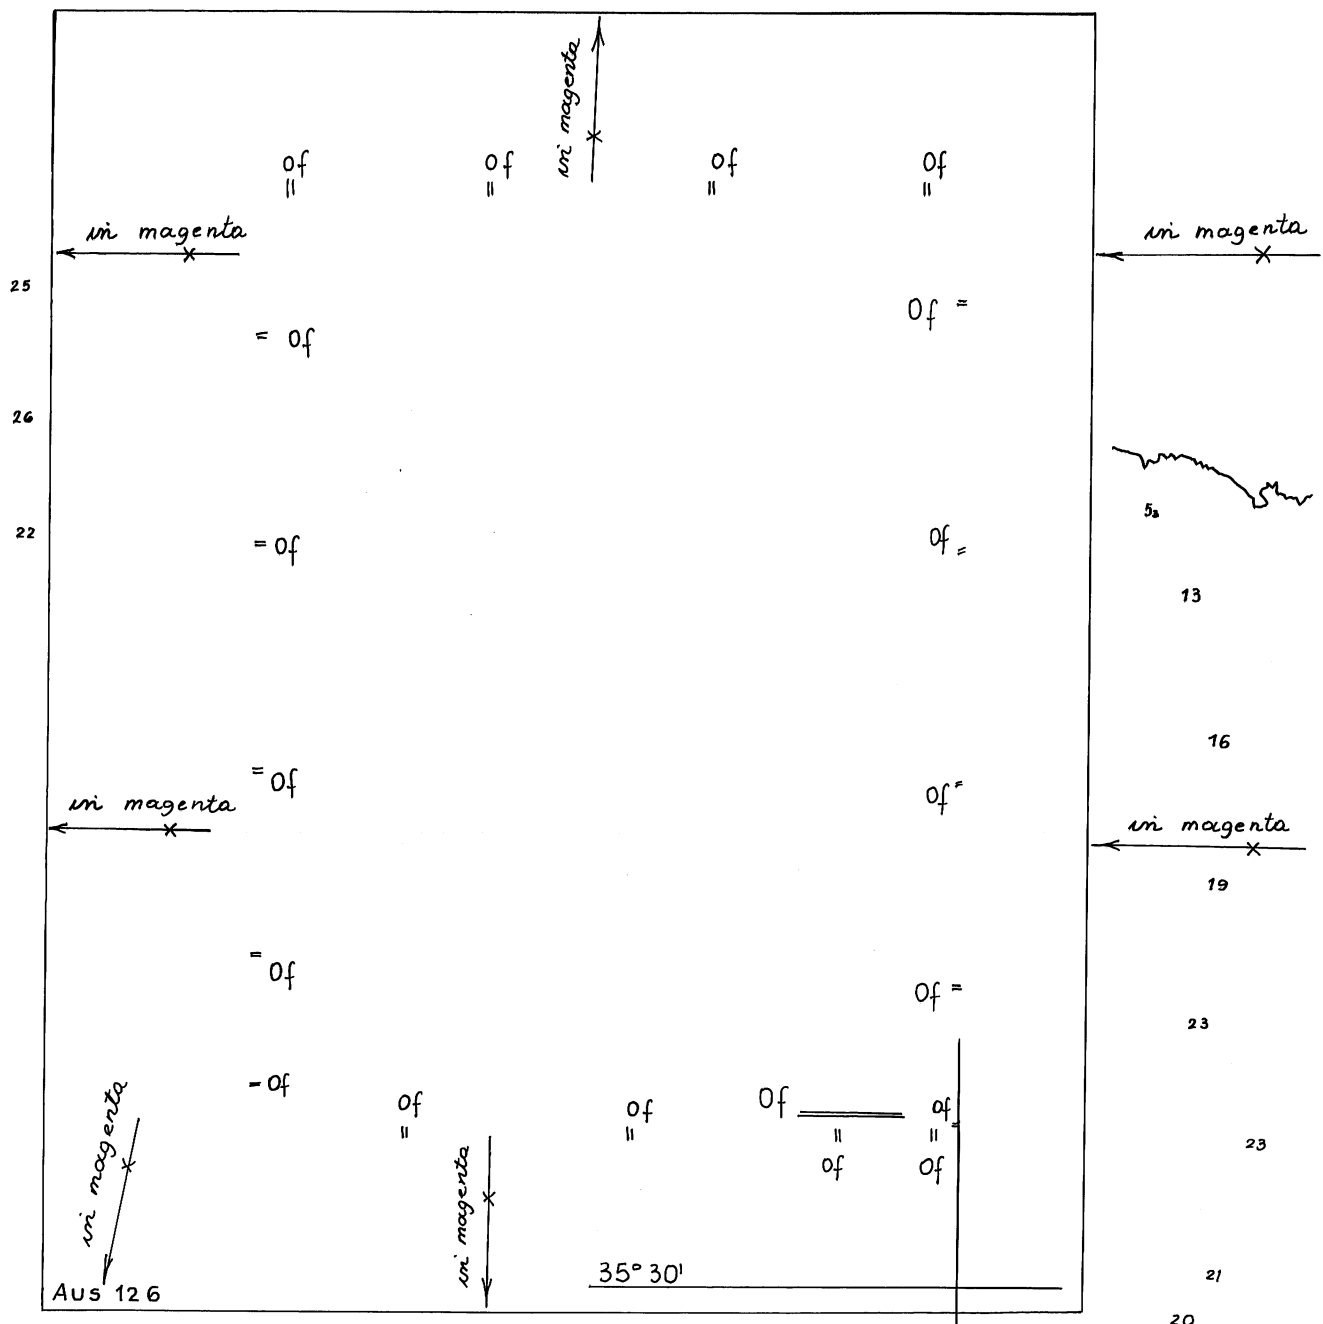 in magenta
Of
Of
Of
Of
in magenta
in magenta
25
Of
= Of
26
5₃
22
Of
= Of
13
16
= Of
Of
in magenta
in magenta
19
= Of
Of
23
in magenta
Of
Of
Of
Of
Of
23
Of
Of
in magenta
35° 30'
21
Aus 126
20